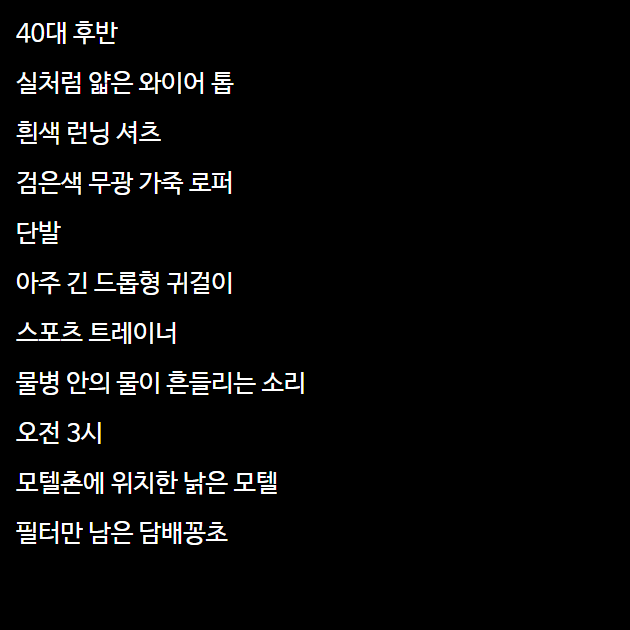 40대 후반
실처럼 얇은 와이어 톱
흰색 런닝 셔츠
검은색 무광 가죽 로퍼
단발
아주 긴 드롭형 귀걸이
스포츠 트레이너
물병 안의 물이 흔들리는 소리
오전 3시
모텔촌에 위치한 낡은 모텔
필터만 남은 담배꽁초